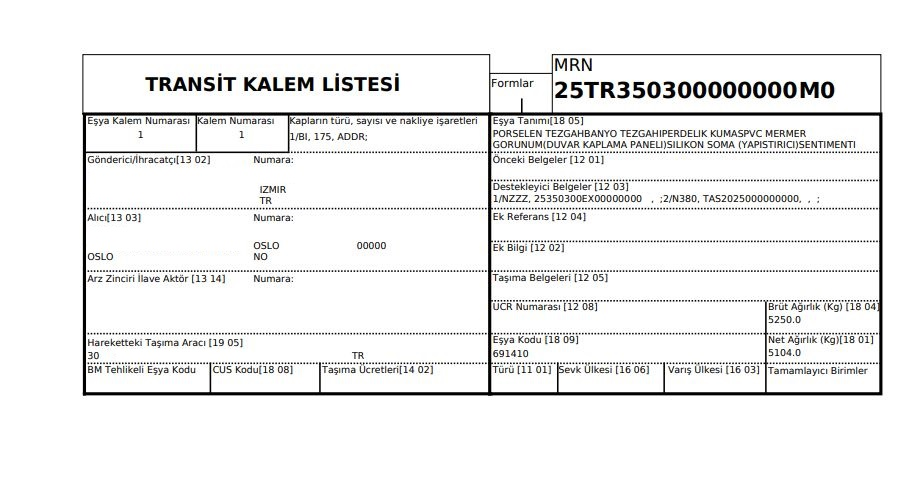 TRANSİT KALEM LİSTESİ
Formlar
MRN
25TR350300000000M0
Eşya Kalem Numarası
1
Kalem Numarası
1
Kapların türü, sayısı ve nakliye işaretleri
1/BI, 175, ADDR;
Gönderici/İhracatçı[13 02] Numara:
IZMIR
TR
Alıcı[13 03] Numara:
OSLO 00000
OSLO NO
Arz Zinciri İlave Aktör [13 14] Numara:
Hareketteki Taşıma Aracı [19 05]
30 TR
BM Tehlikeli Eşya Kodu
CUS Kodu[18 08]
Taşıma Ücretleri[14 02]
Eşya Tanımı[18 05]
PORSELEN TEZGAHBANYO TEZGAHIPERDELIK KUMASPVC MERMER
GORUNUM(DUVAR KAPLAMA PANELI)SILIKON SOMA (YAPISTIRICI)SENTIMENTI
Önceki Belgeler [12 01]
Destekleyici Belgeler [12 03]
1/NZZZ, 25350300EX00000000 , ;2/N380, TAS2025000000000, , ;
Ek Referans [12 04]
Ek Bilgi [12 02]
Taşıma Belgeleri [12 05]
UCR Numarası [12 08]
Brüt Ağırlık (Kg) [18 04]
5250.0
Eşya Kodu [18 09]
691410
Net Ağırlık (Kg)[18 01]
5104.0
Türü [11 01]
Sevk Ülkesi [16 06]
Varış Ülkesi [16 03]
Tamamlayıcı Birimler